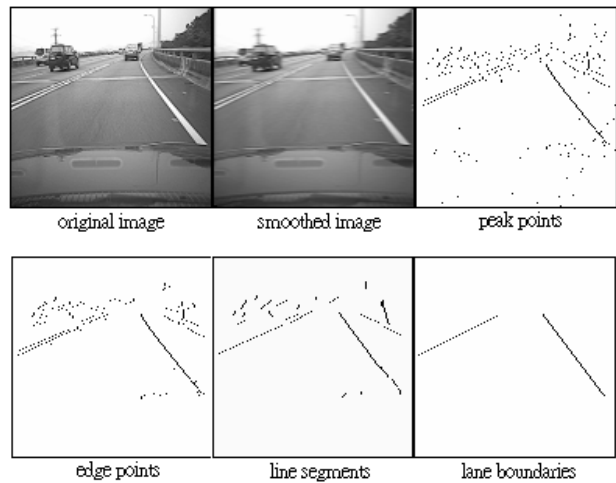 original image
smoothed image
peak points
edge points
line segments
lane boundaries